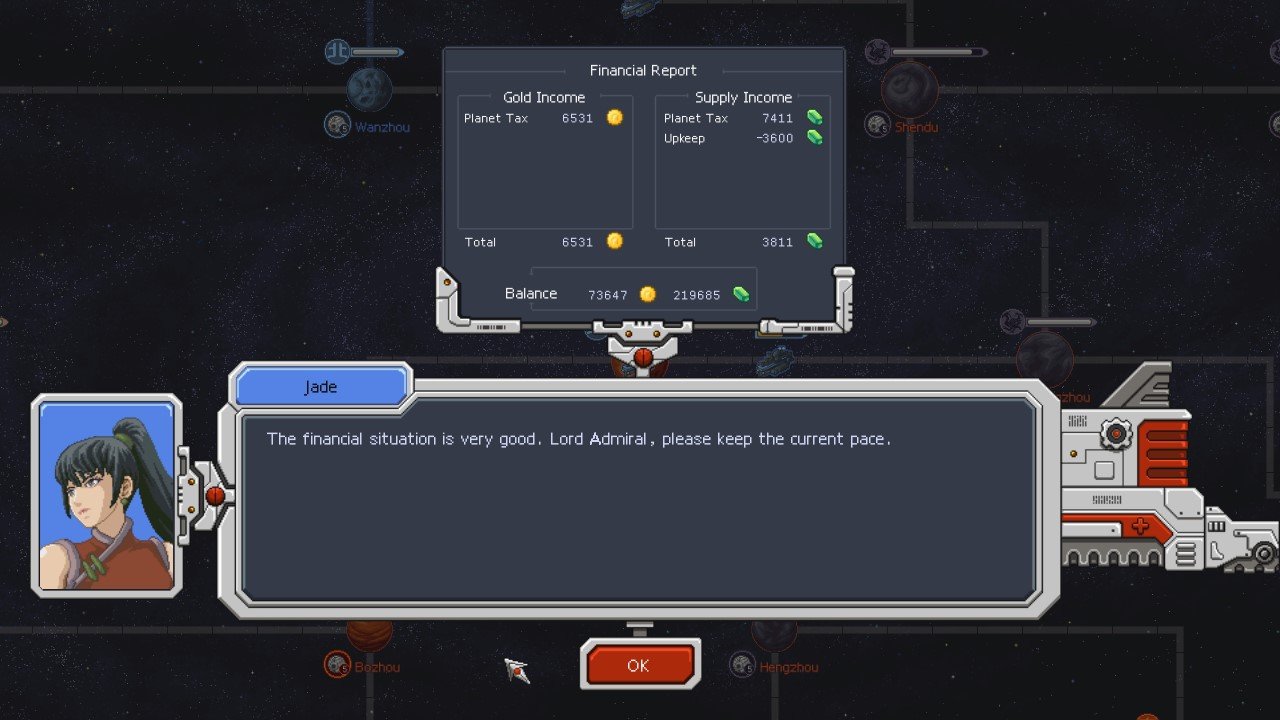 Financial Report
Gold Income
Supply Income
Planet Tax 6531
Planet Tax 7411
Upkeep -3600
Total 6531
Total 3811
Balance 73647 219685
Wanzhou
Shendu
Jade
The financial situation is very good. Lord Admiral, please keep the current pace.
Bozhou
Hengzhou
OK